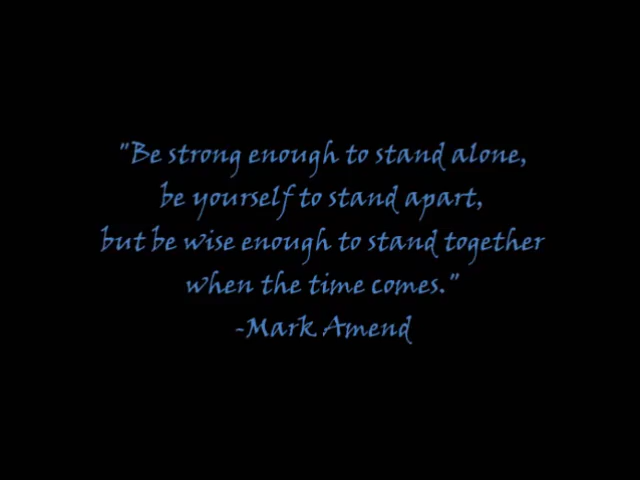 "Be strong enough to stand alone,
be yourself to stand apart,
but be wise enough to stand together
when the time comes."
-Mark Amend